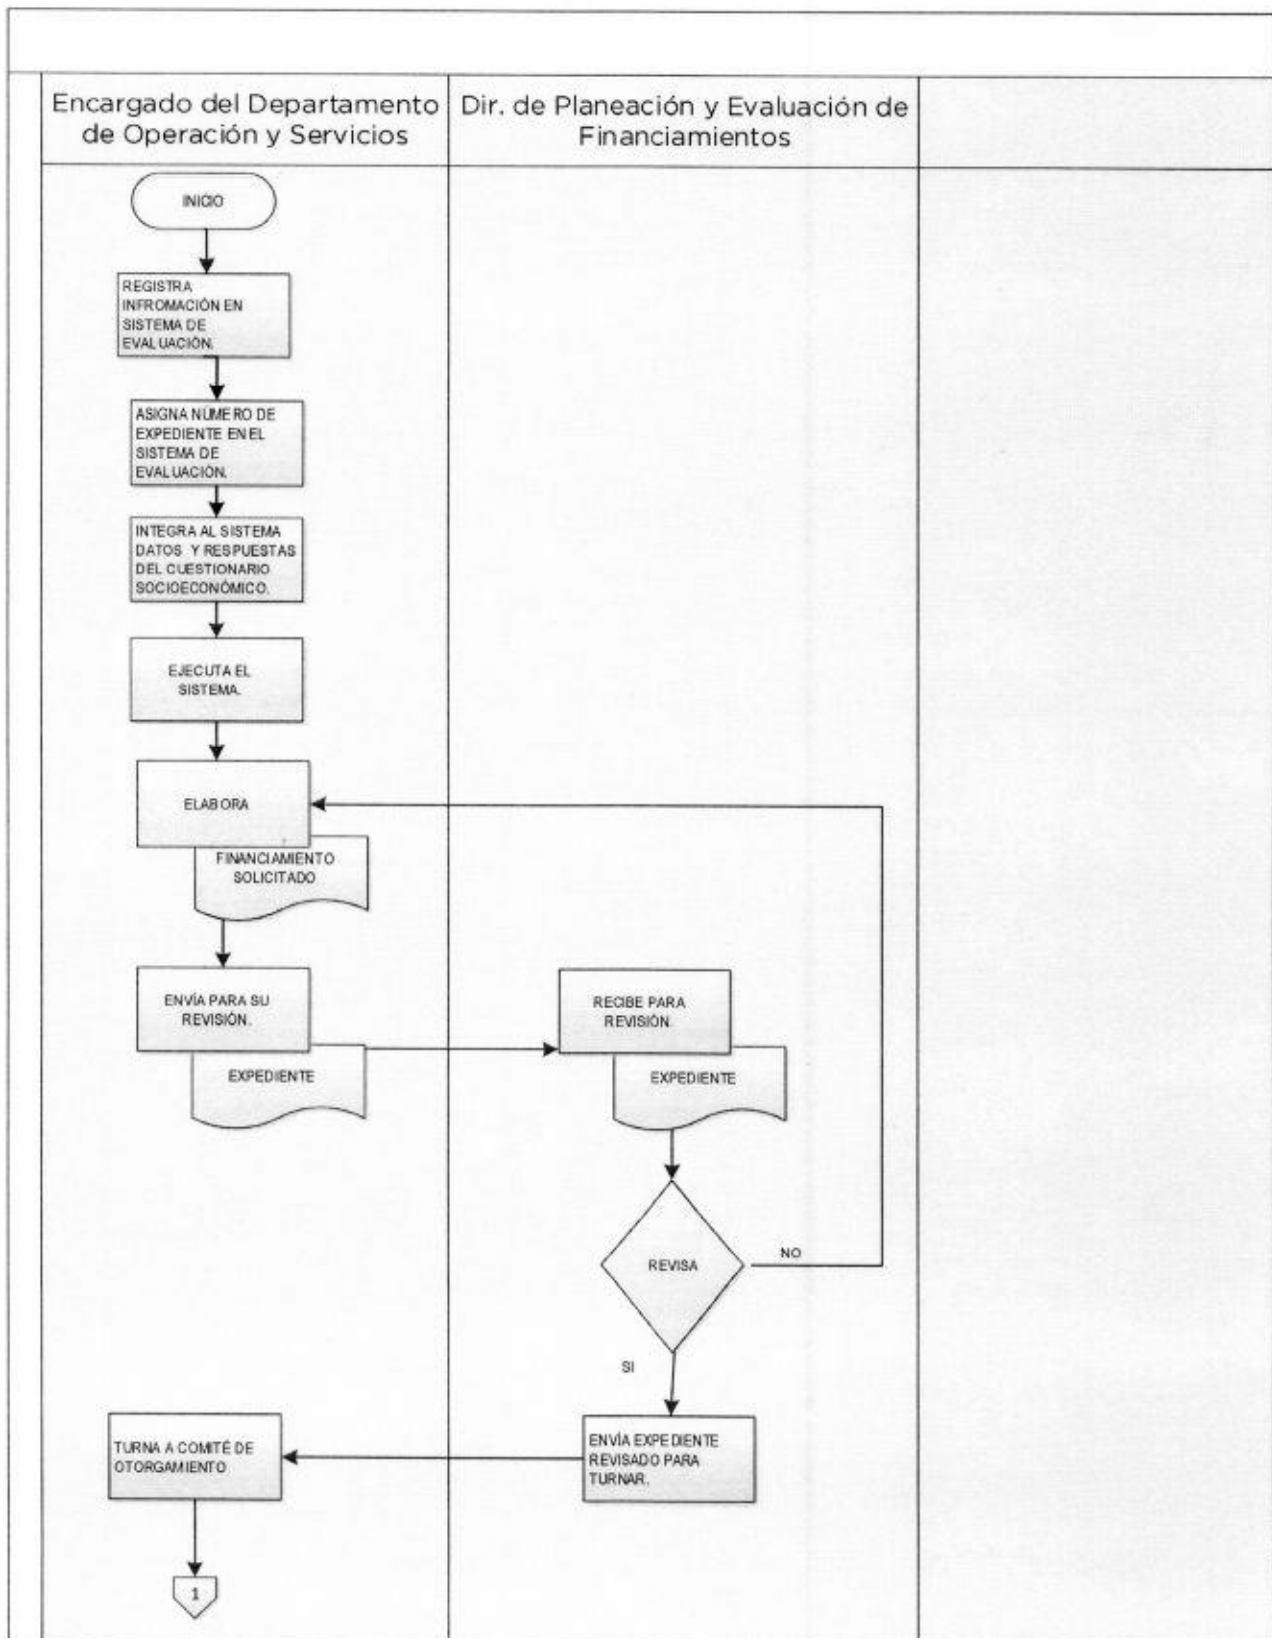 Encargado del Departamento
de Operación y Servicios
Dir. de Planeación y Evaluación de
Financiamientos
INICIO
REGISTRA
INFROMACIÓN EN
SISTEMA DE
EVALUACIÓN.
ASIGNA NÚMERO DE
EXPEDIENTE EN EL
SISTEMA DE
EVALUACIÓN.
INTEGRA AL SISTEMA
DATOS Y RESPUESTAS
DEL CUESTIONARIO
SOCIOECONÓMICO.
EJECUTA EL
SISTEMA.
ELABORA
FINANCIAMIENTO
SOLICITADO
ENVÍA PARA SU
REVISIÓN.
EXPEDIENTE
RECIBE PARA
REVISIÓN.
EXPEDIENTE
REVISA
NO
SI
ENVÍA EXPEDIENTE
REVISADO PARA
TURNAR.
TURNA A COMITÉ DE
OTORGAMIENTO
1